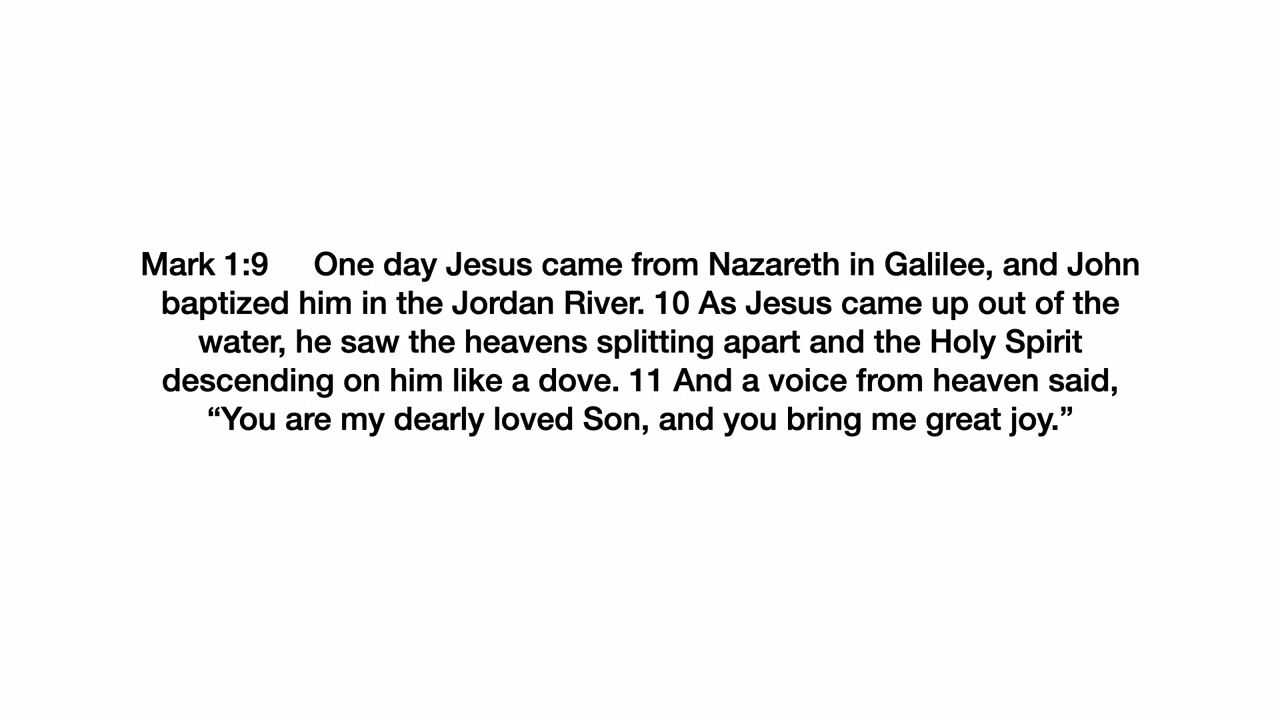 Mark 1:9 One day Jesus came from Nazareth in Galilee, and John
baptized him in the Jordan River. 10 As Jesus came up out of the
water, he saw the heavens splitting apart and the Holy Spirit
descending on him like a dove. 11 And a voice from heaven said,
“You are my dearly loved Son, and you bring me great joy.”